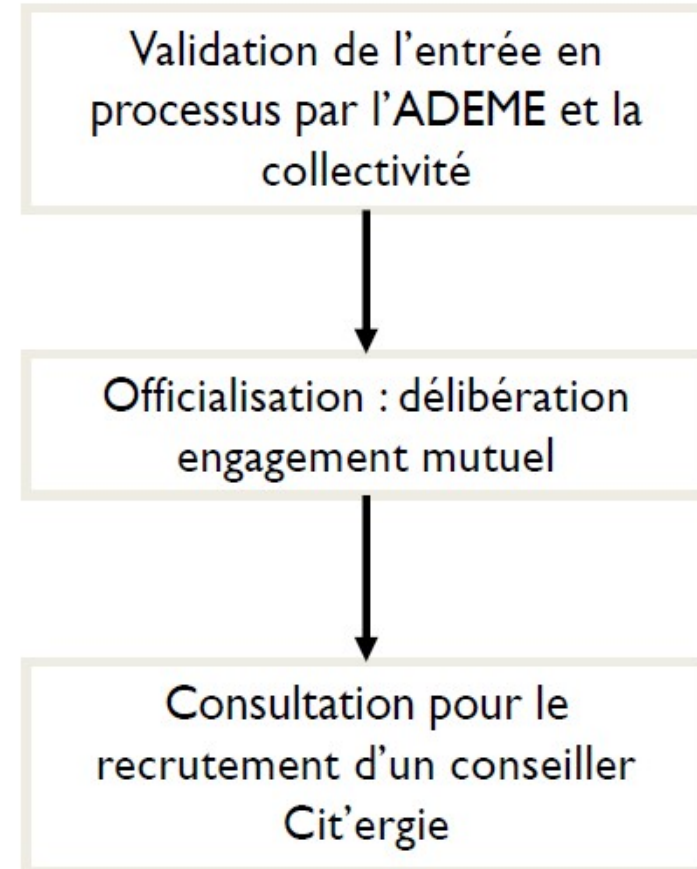 Validation de l’entrée en
processus par l’ADEME et la
collectivité
Officialisation : délibération
engagement mutuel
Consultation pour le
recrutement d’un conseiller
Cit’ergie